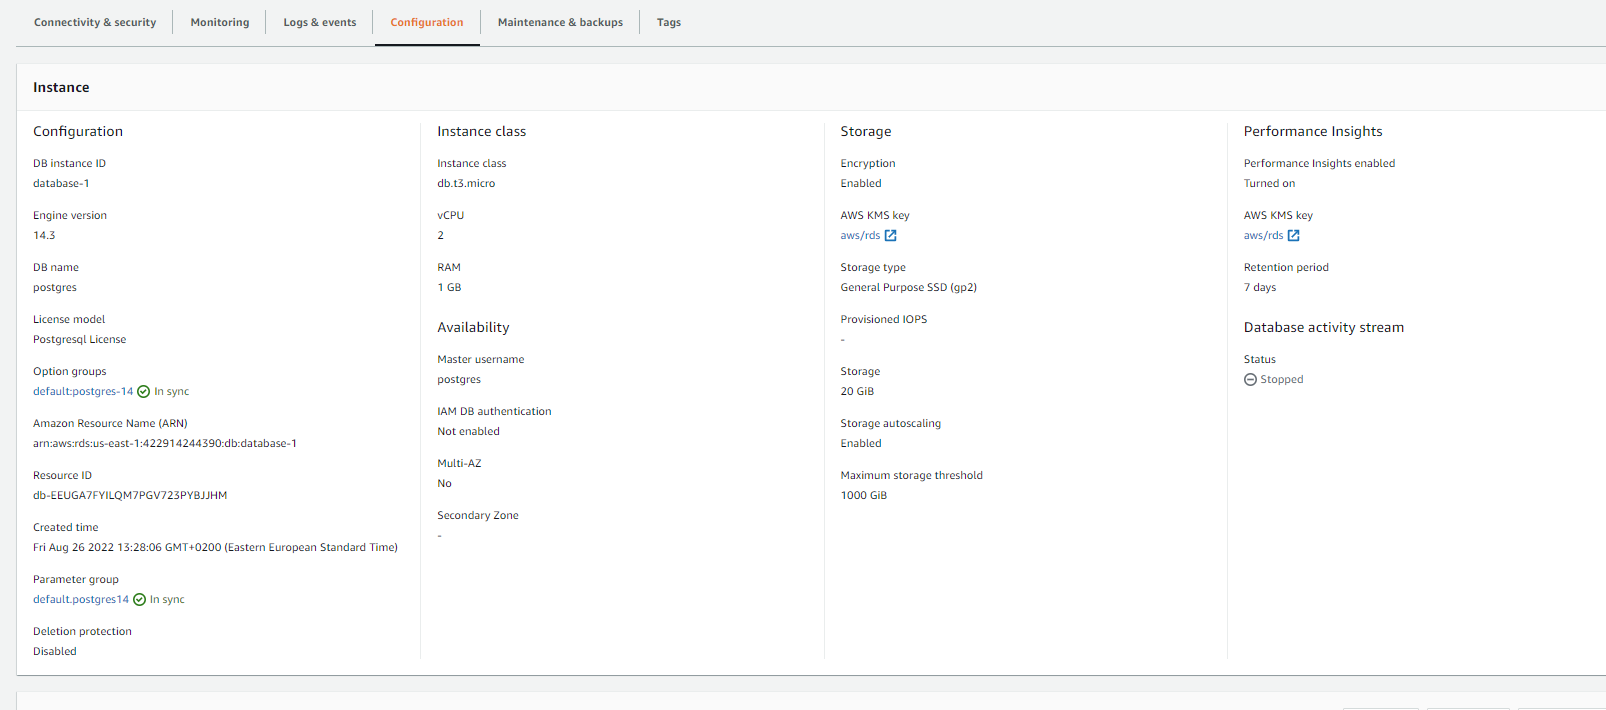 Connectivity & security
Monitoring
Logs & events
Configuration
Maintenance & backups
Tags
Instance
Configuration
DB instance ID
database-1
Engine version
14.3
DB name
postgres
License model
Postgresql License
Option groups
default:postgres-14 In sync
Amazon Resource Name (ARN)
arn:aws:rds:us-east-1:422914244390:db:database-1
Resource ID
db-EEUGA7FYILQM7PGV723PYBJJHM
Created time
Fri Aug 26 2022 13:28:06 GMT+0200 (Eastern European Standard Time)
Parameter group
default.postgres14 In sync
Deletion protection
Disabled
Instance class
Instance class
db.t3.micro
vCPU
2
RAM
1 GB
Availability
Master username
postgres
IAM DB authentication
Not enabled
Multi-AZ
No
Secondary Zone
-
Storage
Encryption
Enabled
AWS KMS key
aws/rds
Storage type
General Purpose SSD (gp2)
Provisioned IOPS
-
Storage
20 GiB
Storage autoscaling
Enabled
Maximum storage threshold
1000 GiB
Performance Insights
Performance Insights enabled
Turned on
AWS KMS key
aws/rds
Retention period
7 days
Database activity stream
Status
Stopped